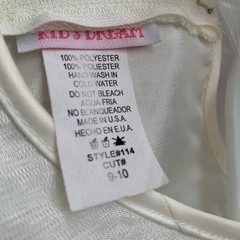 KID'S DREAM
100% POLYESTER
100% POLIESTER
HAND WASH IN
COLD WATER
DO NOT BLEACH
AGUA FRIA
NO BLANQUEADOR
MADE IN U.S.A.
HECHO EN E.U.A.
STYLE#114
CUT#
9-10